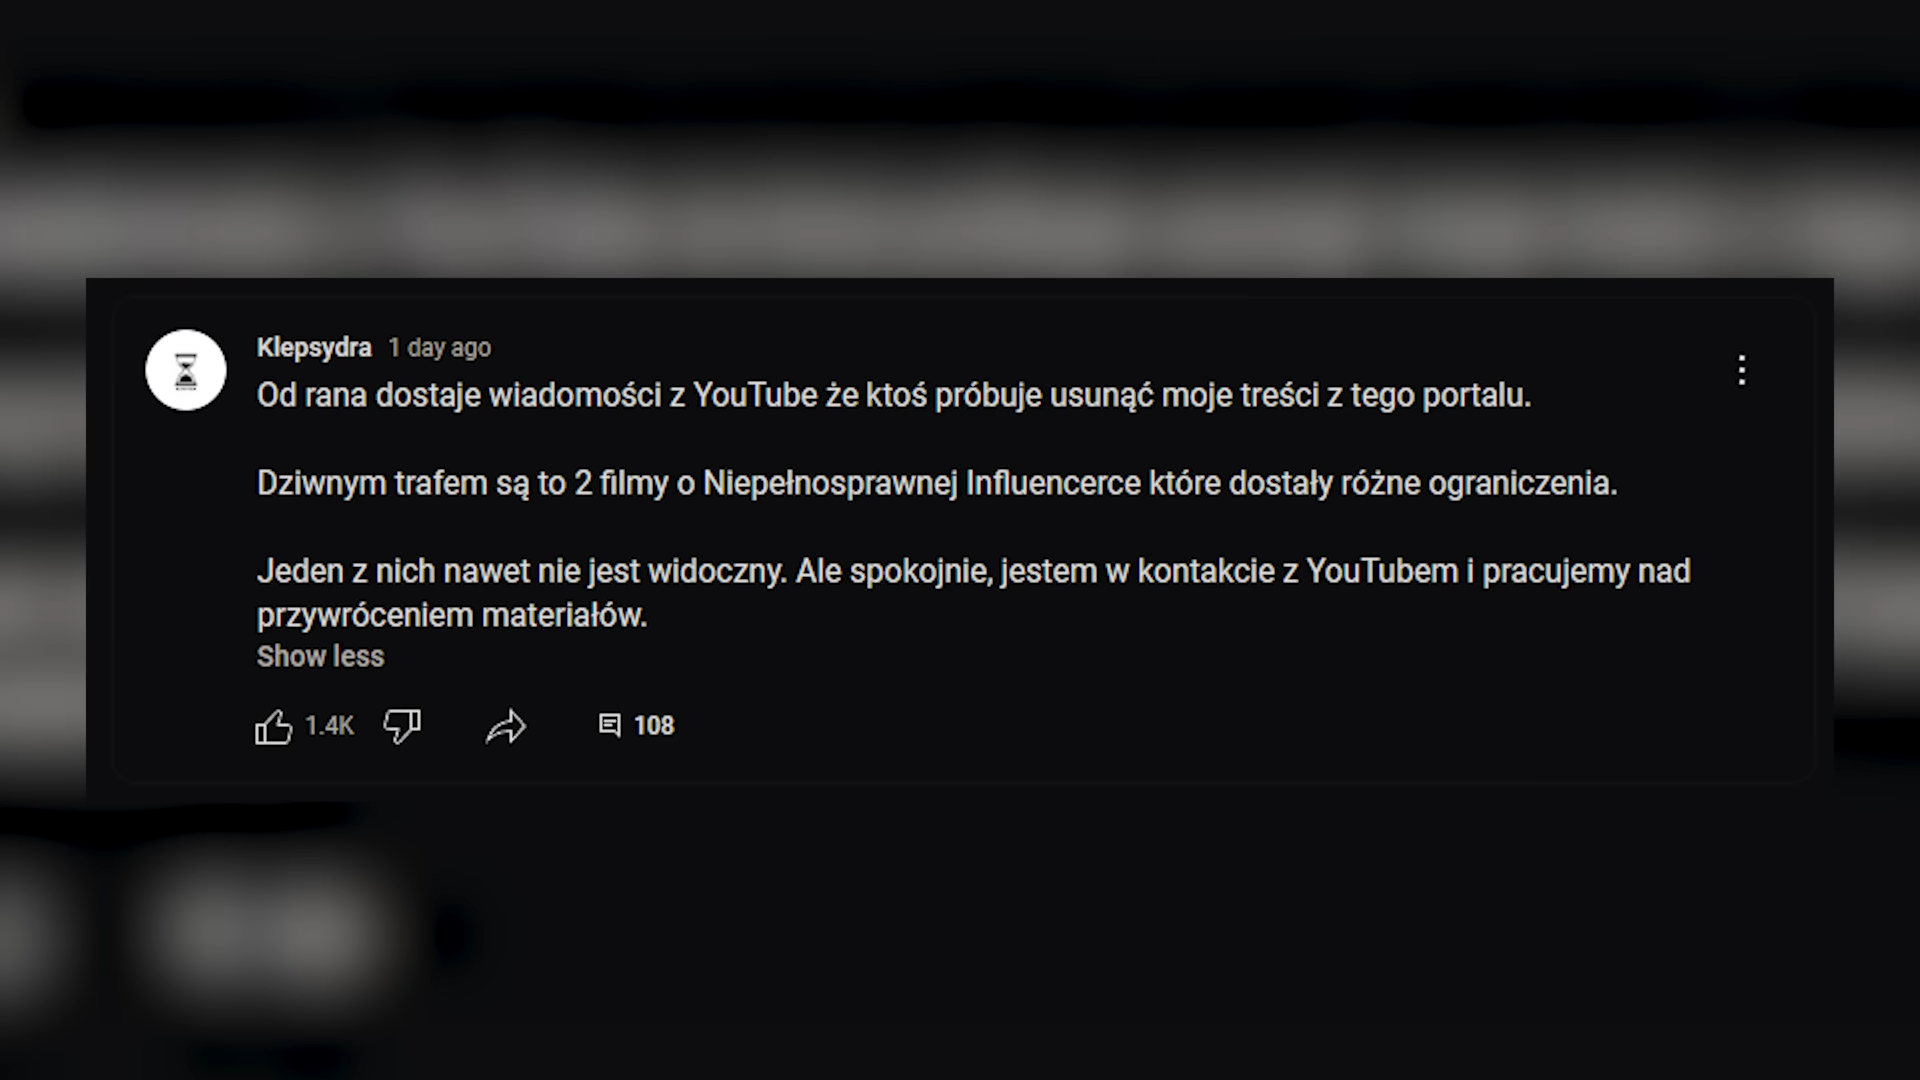 Klepsydra 1 day ago
Od rana dostaje wiadomości z YouTube że ktoś próbuje usunąć moje treści z tego portalu.
Dziwnym trafem są to 2 filmy o Niepełnosprawnej Influencerce które dostały różne ograniczenia.
Jeden z nich nawet nie jest widoczny. Ale spokojnie, jestem w kontakcie z YouTubem i pracujemy nad
przywróceniem materiałów.
Show less
1.4K 108